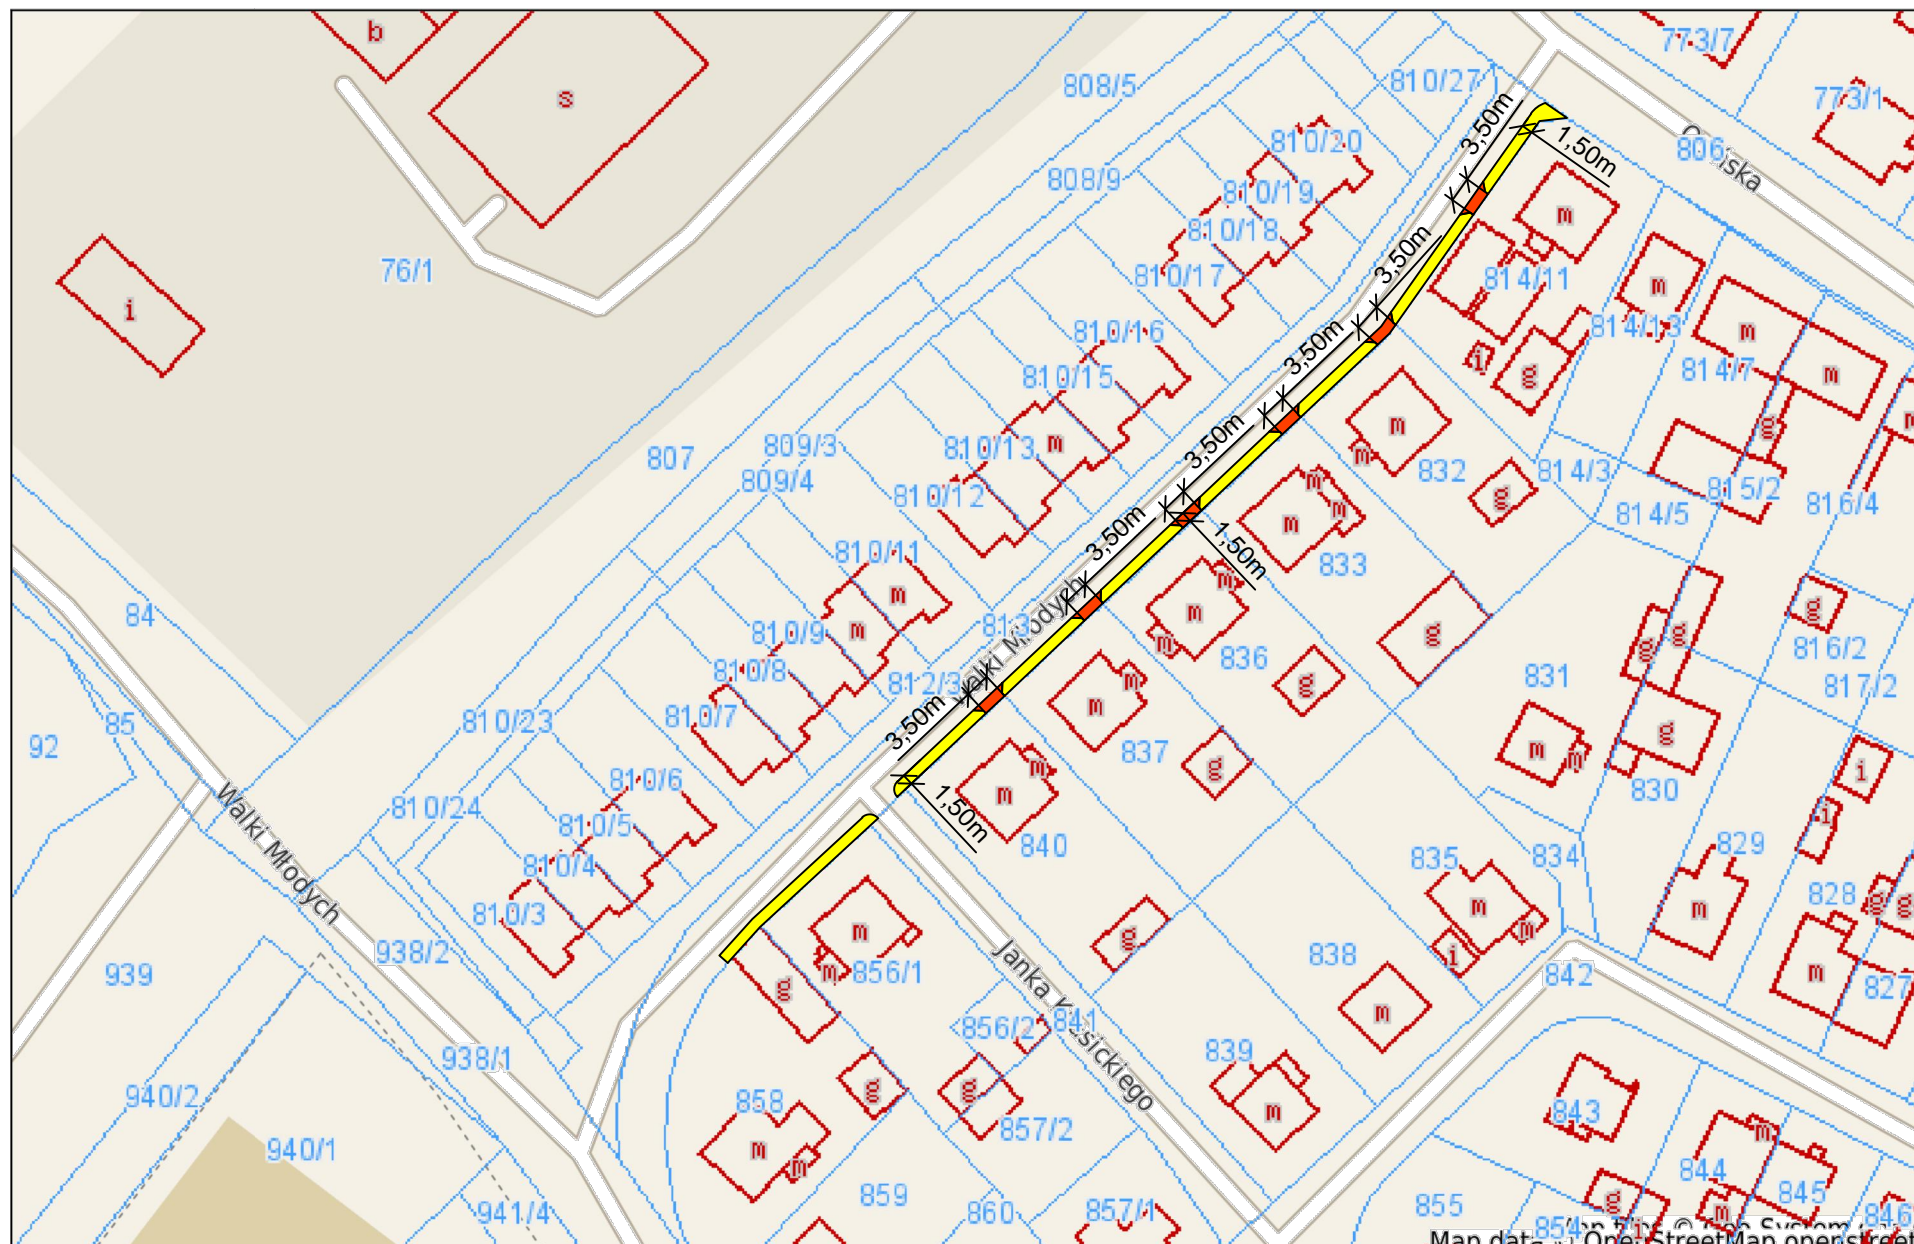 b
s
808/5
810/27
773/7
773/1
806
3,50m
1,50m
810/20
808/9
810/19
810/18
810/17
m
76/1
i
3,50m
814/11
m
814/13
m
814/7
m
810/16
810/15
3,50m
i
g
809/3
810/13
m
807
809/4
810/12
3,50m
m
m
832
g
814/3
g
815/2
816/4
814/5
m
m
m
833
3,50m
1,50m
810/11
m
84
810/9
m
813
Walki Młodych
m
m
m
836
g
g
g
g
816/2
831
817/2
810/8
812/3
810/7
3,50m
m
m
837
g
g
m
m
830
i
85
92
810/23
810/6
810/24
810/5
810/4
810/3
1,50m
m
m
840
i
829
Walki Młodych
835
834
828
m
m
i
m
g
g
m
827
938/2
939
m
m
g
856/1
g
838
842
m
Janka Krasickiego
856/2
841
938/1
940/2
858
g
g
857/2
839
m
843
940/1
m
m
859
860
857/1
941/4
855
854
844
m
845
g
i
m
846